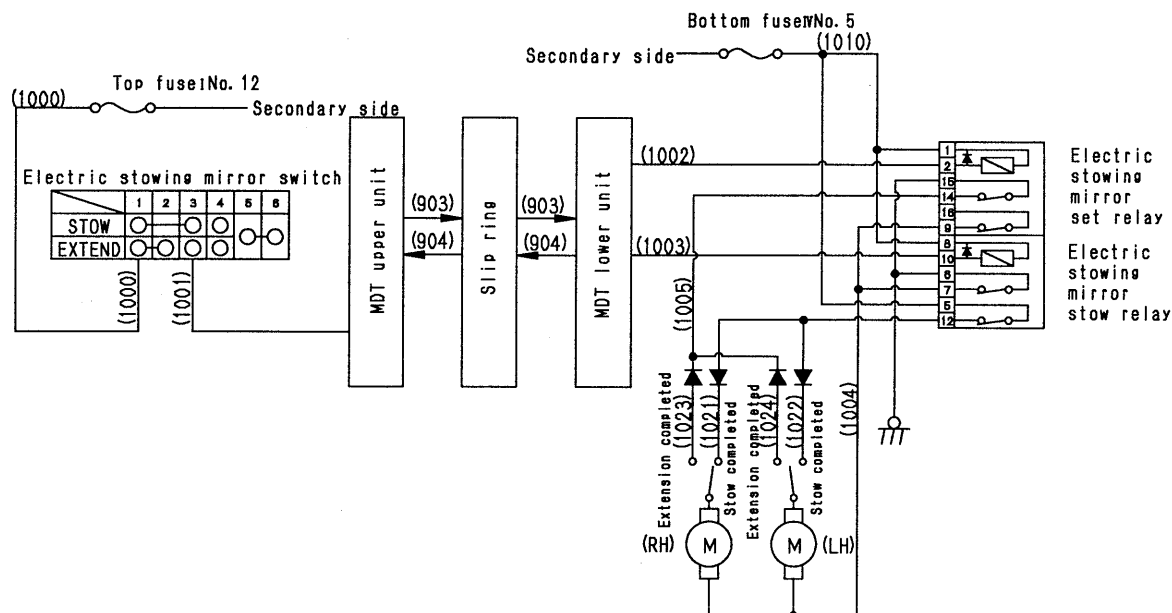 Bottom fuseⅣNo. 5
(1010)
Secondary side
Top fuseⅠNo. 12
(1000)
Secondary side
Electric stowing mirror switch
1 2 3 4 5 6
STOW
EXTEND
(1000)
(1001)
MDT upper unit
(903)
(904)
Slip ring
(903)
(904)
MDT lower unit
(1002)
(1003)
(1005)
1
2
15
14
16
9
8
10
6
7
5
12
Electric
stowing
mirror
set relay
Electric
stowing
mirror
stow relay
Extension completed
(1023)
(1021)
Stow completed
Extension completed
(1024)
(1022)
Stow completed
(1004)
(RH)
M
M
(LH)